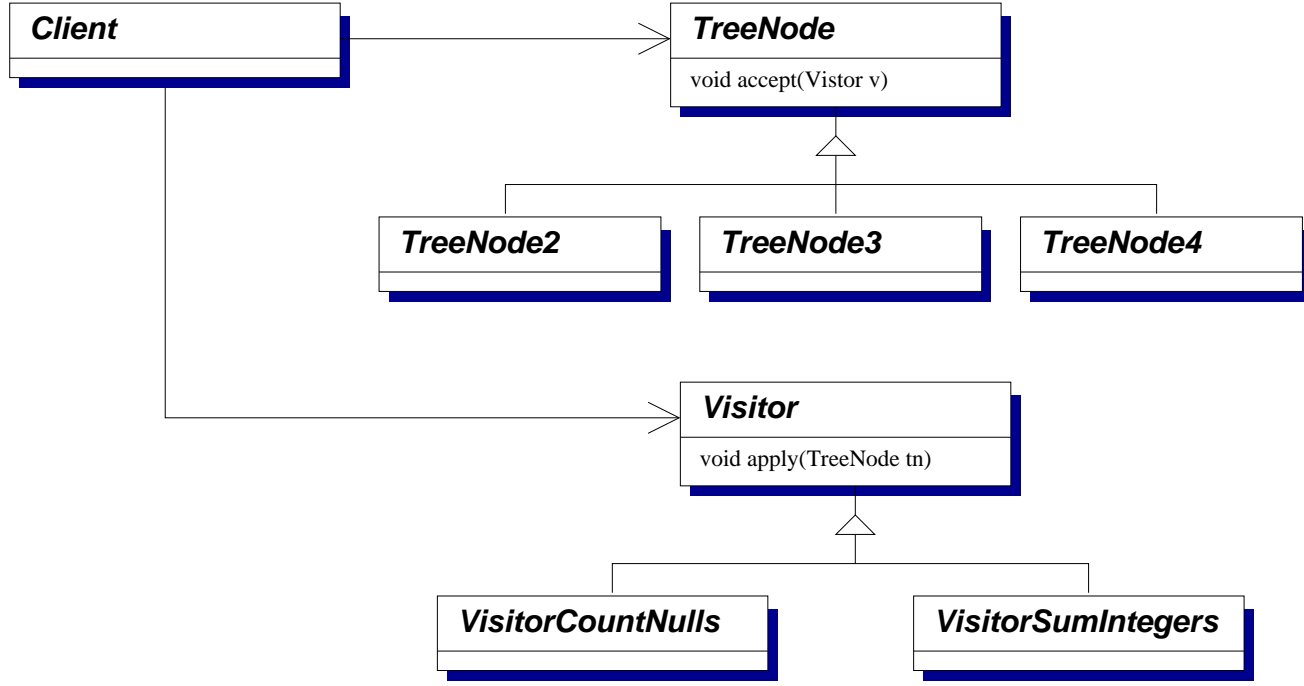 Client
TreeNode
void accept(Vistor v)
TreeNode2
TreeNode3
TreeNode4
Visitor
void apply(TreeNode tn)
VisitorCountNulls
VisitorSumIntegers